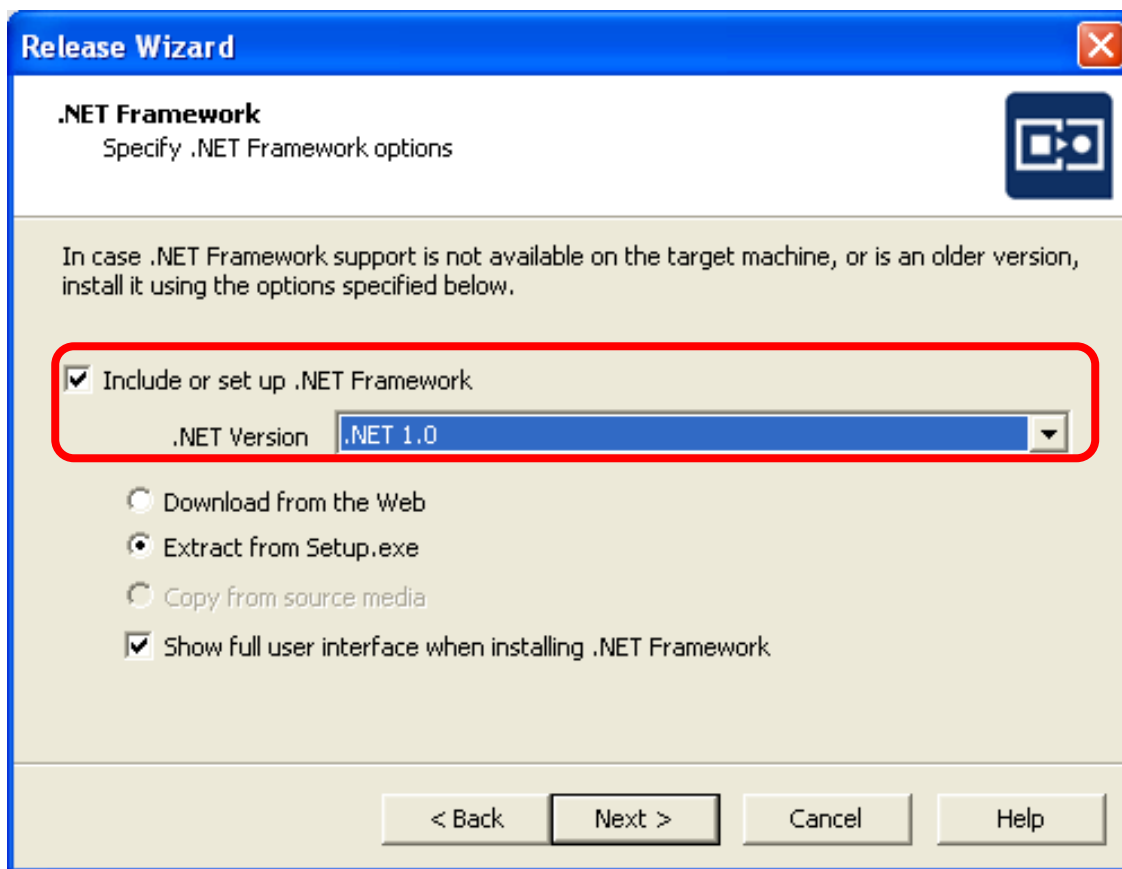 Release Wizard
.NET Framework
Specify .NET Framework options
In case .NET Framework support is not available on the target machine, or is an older version,
install it using the options specified below.
Include or set up .NET Framework
.NET Version .NET 1.0
Download from the Web
Extract from Setup.exe
Copy from source media
Show full user interface when installing .NET Framework
< Back Next > Cancel Help